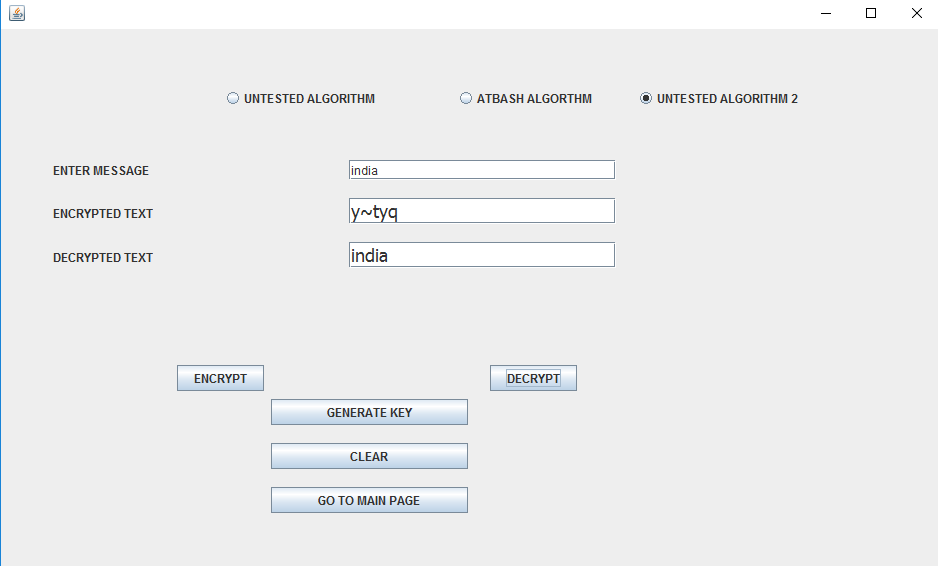 UNTESTED ALGORITHM ATBASH ALGORTHM UNTESTED ALGORITHM 2
ENTER MESSAGE india
ENCRYPTED TEXT y~tyq
DECRYPTED TEXT india
ENCRYPT DECRYPT
GENERATE KEY
CLEAR
GO TO MAIN PAGE